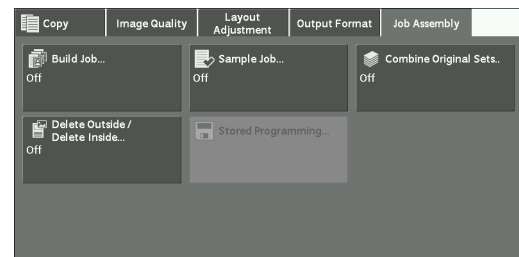 Copy
Image Quality
Layout
Adjustment
Output Format
Job Assembly
Build Job...
Off
Sample Job...
Off
Combine Original Sets..
Off
Delete Outside /
Delete Inside...
Off
Stored Programming...